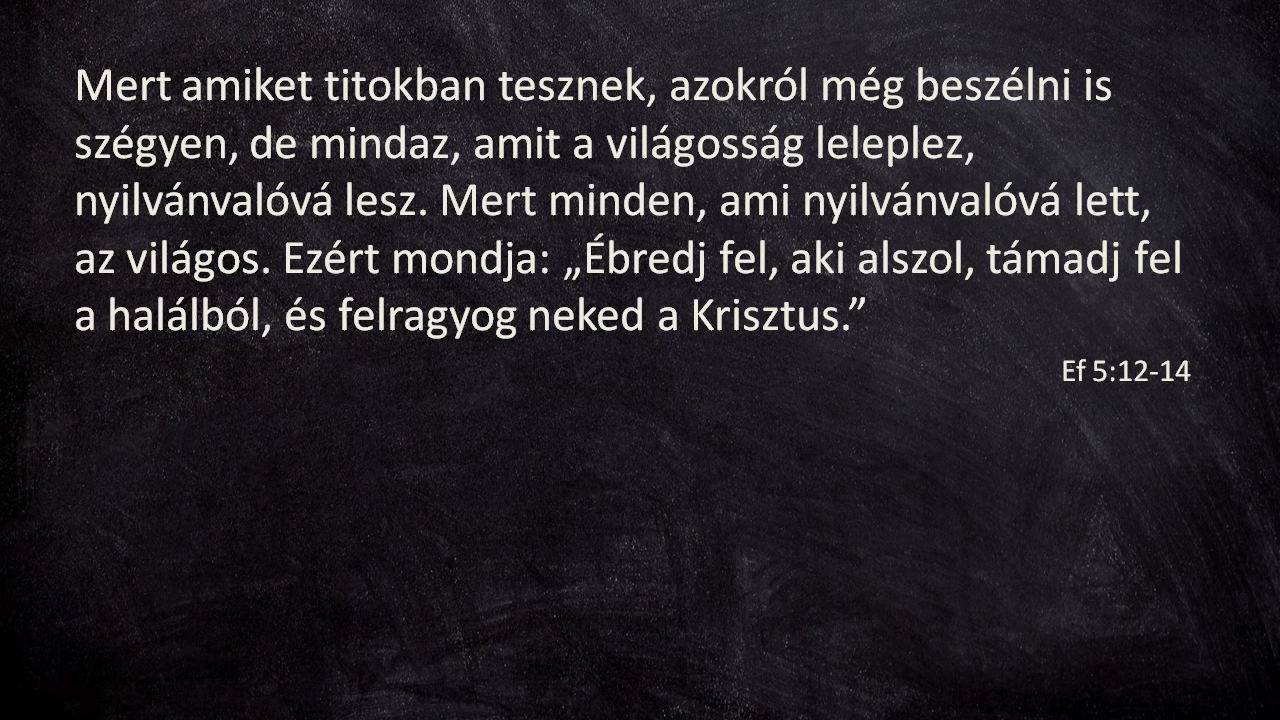 Mert amiket titokban tesznek, azokról még beszélni is
szégyen, de mindaz, amit a világosság leleplez,
nyilvánvalóvá lesz. Mert minden, ami nyilvánvalóvá lett,
az világos. Ezért mondja: „Ébredj fel, aki alszol, támadj fel
a halálból, és felragyog neked a Krisztus.”
Ef 5:12-14